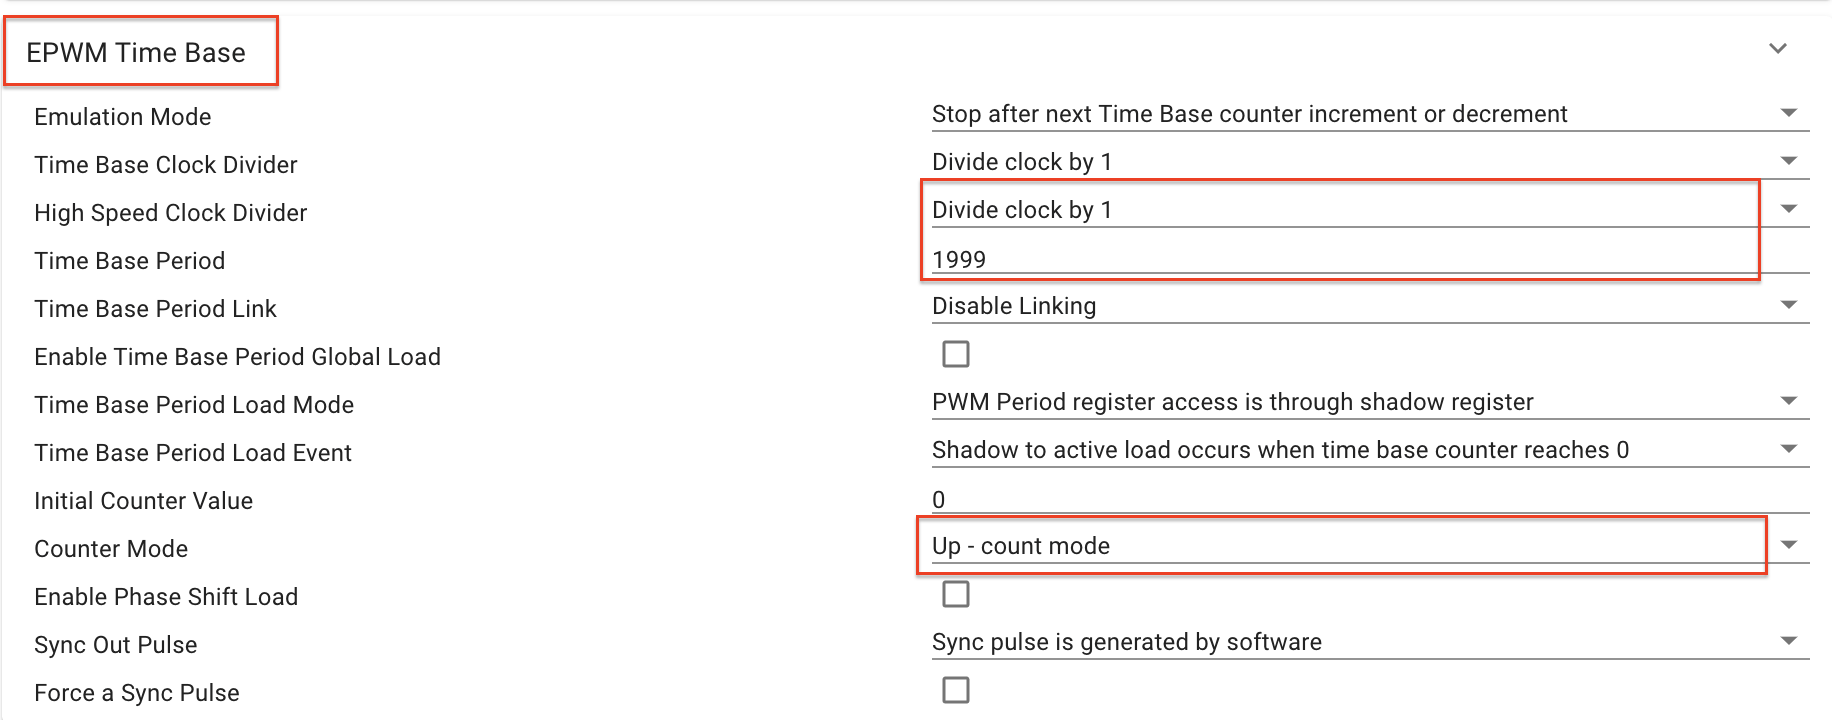 EPWM Time Base
Emulation Mode Stop after next Time Base counter increment or decrement
Time Base Clock Divider Divide clock by 1
High Speed Clock Divider Divide clock by 1
Time Base Period 1999
Time Base Period Link Disable Linking
Enable Time Base Period Global Load
Time Base Period Load Mode PWM Period register access is through shadow register
Time Base Period Load Event Shadow to active load occurs when time base counter reaches 0
Initial Counter Value 0
Counter Mode Up - count mode
Enable Phase Shift Load
Sync Out Pulse Sync pulse is generated by software
Force a Sync Pulse